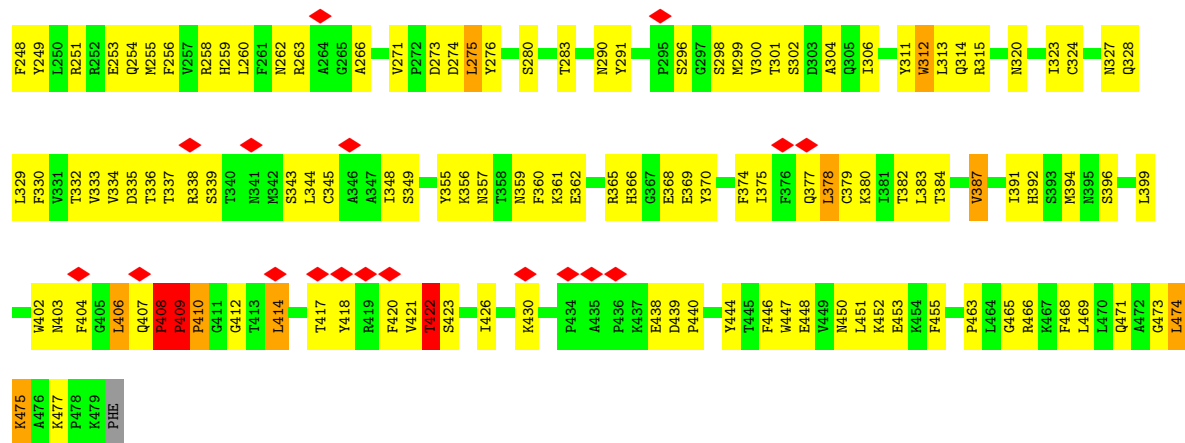 F248 Y249 L250 R251 R252 E253 Q254 M255 F256 V257 R258 H259 L260 F261 N262 R263 A264 G265 A266 V271 P272 D273 D274 L275 Y276 S280 T283 N290 Y291 P295 S296 G297 S298 M299 V300 T301 S302 D303 A304 Q305 I306 Y311 W312 L313 Q314 R315 N320 I323 C324 N327 Q328
L329 F330 V331 T332 V333 V334 D335 T336 T337 R338 S339 T340 N341 M342 S343 L344 C345 A346 A347 I348 S349 Y355 K356 N357 T358 N359 F360 K361 E362 R365 H366 G367 E368 E369 Y370 F374 I375 F376 Q377 L378 C379 K380 I381 T382 L383 T384 V387 I391 H392 S393 M394 N395 S396 L399
W402 N403 F404 G405 L406 Q407 P408 P409 P410 G411 G412 T413 L414 T417 Y418 R419 F420 V421 T422 S423 I426 K430 P434 A435 P436 K437 E438 D439 P440 Y444 T445 F446 W447 E448 V449 N450 L451 K452 E453 K454 F455 P463 L464 G465 R466 K467 F468 L469 L470 Q471 A472 G473 L474
K475 A476 K477 P478 K479 PHE